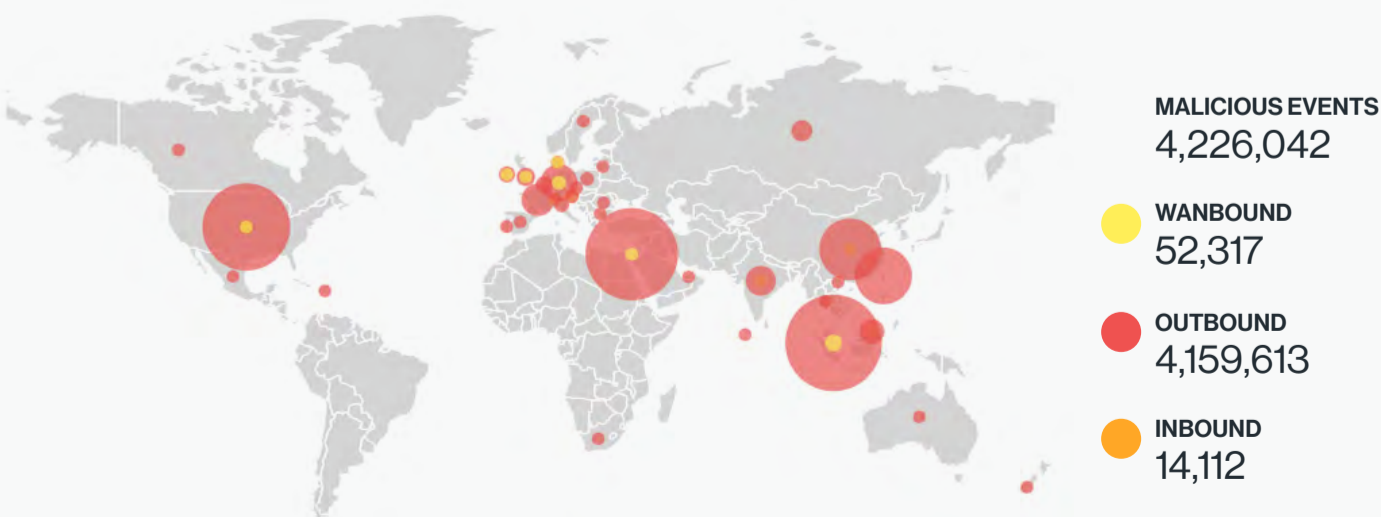 MALICIOUS EVENTS
4,226,042
WANBOUND
52,317
OUTBOUND
4,159,613
INBOUND
14,112